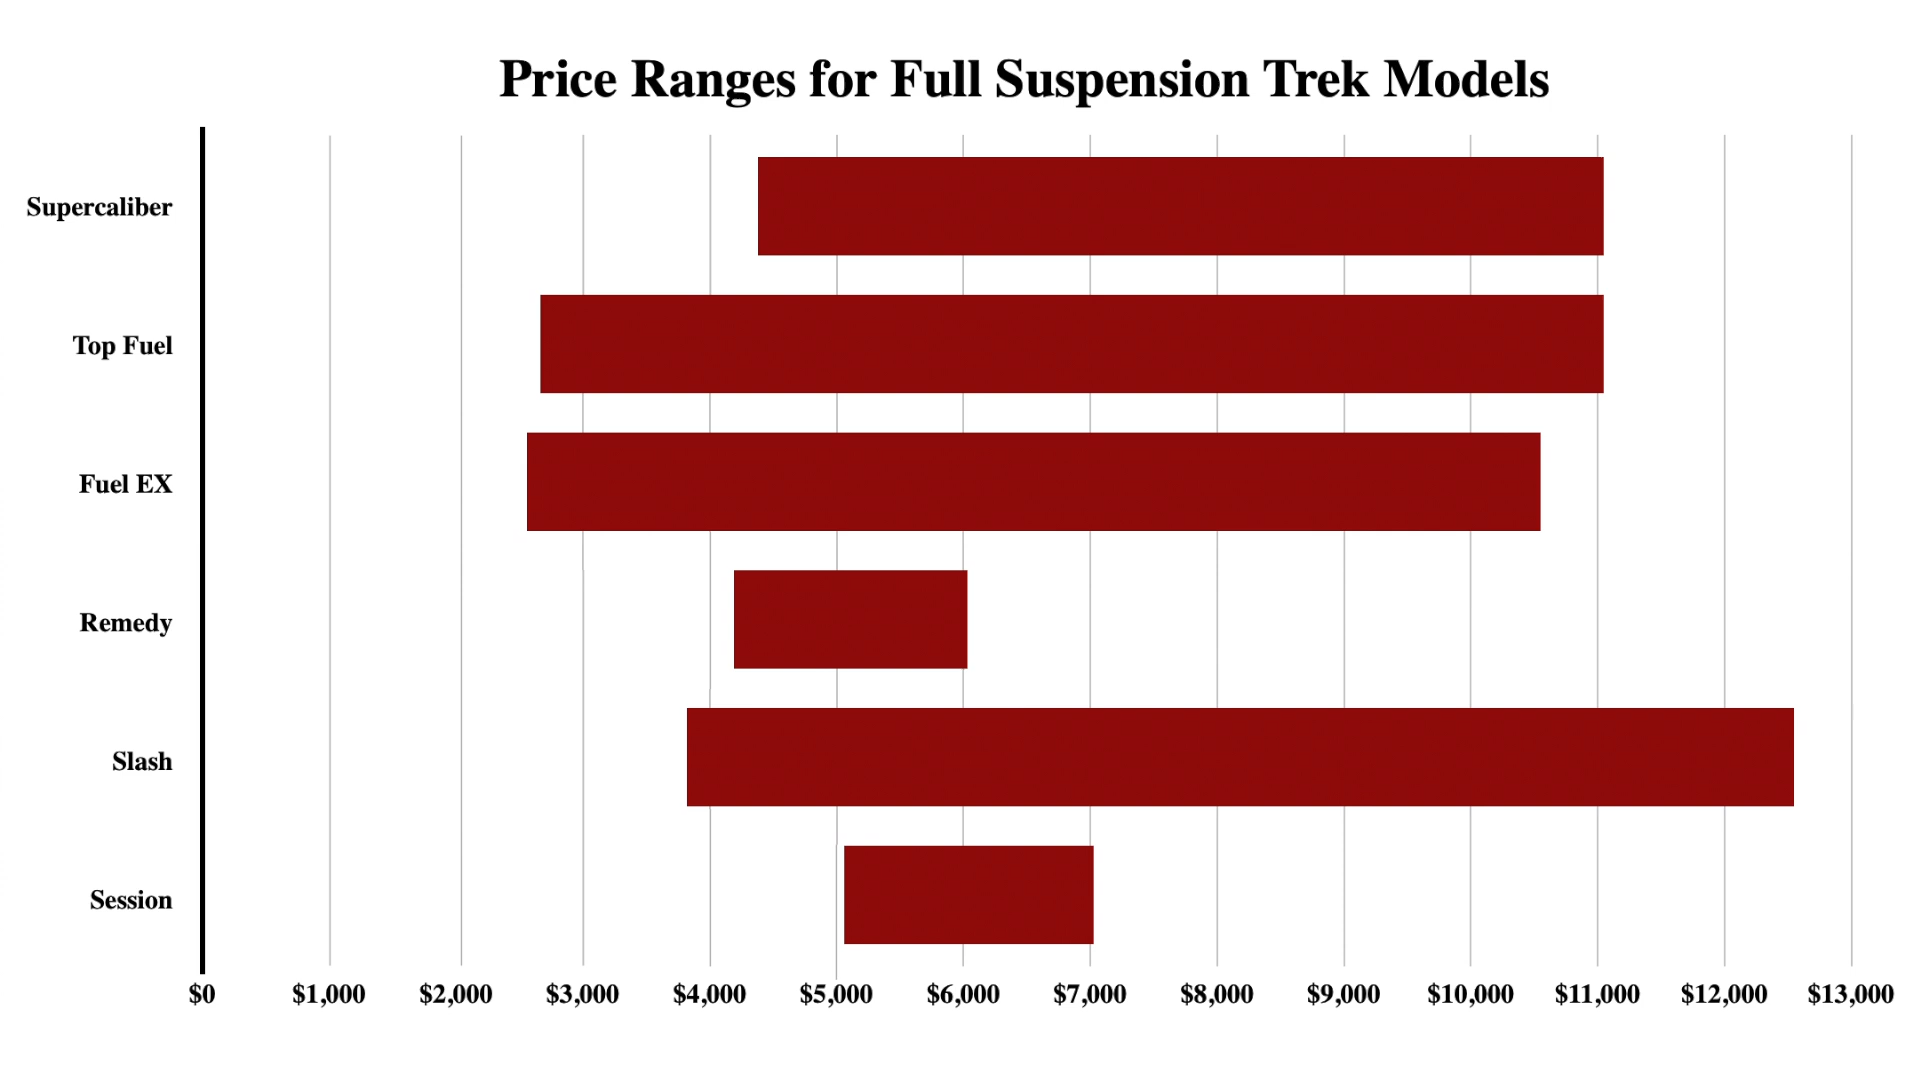 Price Ranges for Full Suspension Trek Models
Supercaliber
Top Fuel
Fuel EX
Remedy
Slash
Session
$0 $1,000 $2,000 $3,000 $4,000 $5,000 $6,000 $7,000 $8,000 $9,000 $10,000 $11,000 $12,000 $13,000